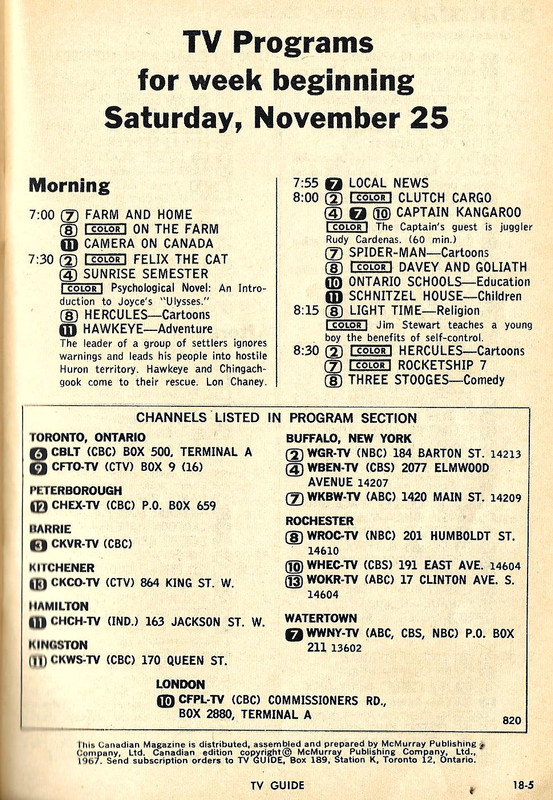 TV Programs
for week beginning
Saturday, November 25
Morning
7:00 7 FARM AND HOME
8 COLOR ON THE FARM
11 CAMERA ON CANADA
7:30 2 COLOR FELIX THE CAT
4 SUNRISE SEMESTER
COLOR Psychological Novel: An Intro-
duction to Joyce's "Ulysses."
8 HERCULES—Cartoons
11 HAWKEYE—Adventure
The leader of a group of settlers ignores
warnings and leads his people into hostile
Huron territory. Hawkeye and Chingach-
gook come to their rescue. Lon Chaney.
7:55 7 LOCAL NEWS
8:00 2 COLOR CLUTCH CARGO
4 7 10 CAPTAIN KANGAROO
COLOR The Captain's guest is juggler
Rudy Cardenas. (60 min.)
7 SPIDER-MAN—Cartoons
8 COLOR DAVEY AND GOLIATH
10 ONTARIO SCHOOLS—Education
11 SCHNITZEL HOUSE—Children
8:15 8 LIGHT TIME—Religion
COLOR Jim Stewart teaches a young
boy the benefits of self-control.
8:30 2 COLOR HERCULES—Cartoons
7 COLOR ROCKETSHIP 7
8 THREE STOOGES—Comedy
CHANNELS LISTED IN PROGRAM SECTION
TORONTO, ONTARIO
6 CBLT (CBC) BOX 500, TERMINAL A
9 CFTO-TV (CTV) BOX 9 (16)
PETERBOROUGH
12 CHEX-TV (CBC) P.O. BOX 659
BARRIE
3 CKVR-TV (CBC)
KITCHENER
13 CKCO-TV (CTV) 864 KING ST. W.
HAMILTON
11 CHCH-TV (IND.) 163 JACKSON ST. W.
KINGSTON
11 CKWS-TV (CBC) 170 QUEEN ST.
BUFFALO, NEW YORK
2 WGR-TV (NBC) 184 BARTON ST. 14213
4 WBEN-TV (CBS) 2077 ELMWOOD
AVENUE 14207
7 WKBW-TV (ABC) 1420 MAIN ST. 14209
ROCHESTER
8 WROC-TV (NBC) 201 HUMBOLDT ST.
14610
10 WHEC-TV (CBS) 191 EAST AVE. 14604
13 WOKR-TV (ABC) 17 CLINTON AVE. S.
14604
WATERTOWN
7 WWNY-TV (ABC, CBS, NBC) P.O. BOX
211 13602
LONDON
10 CFPL-TV (CBC) COMMISSIONERS RD.,
BOX 2880, TERMINAL A
820
This Canadian Magazine is distributed, assembled and prepared by McMurray Publishing
Company, Ltd. Canadian edition copyright © McMurray Publishing Company, Ltd.,
1967. Send subscription orders to TV GUIDE, Box 189, Station K, Toronto 12, Ontario.
TV GUIDE
18-5